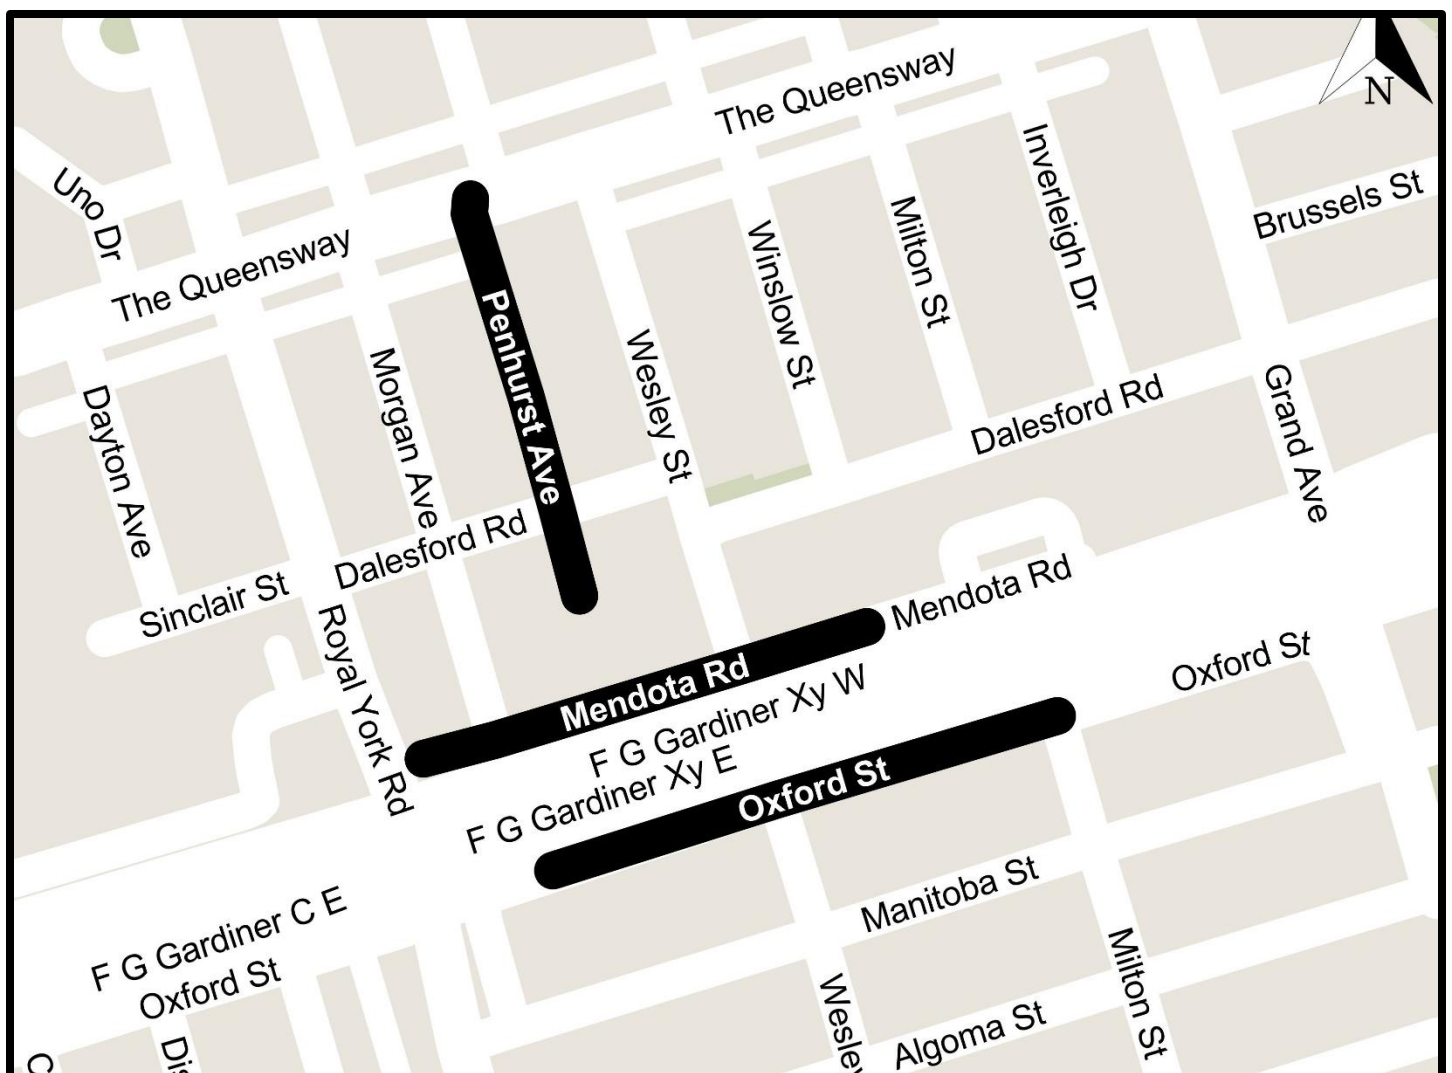 N
The Queensway
Uno Dr
Inverleigh Dr
Brussels St
Milton St
Winslow St
The Queensway
Penhurst Ave
Wesley St
Morgan Ave
Dayton Ave
Grand Ave
Dalesford Rd
Dalesford Rd
Sinclair St
Mendota Rd
Royal York Rd
Mendota Rd
Oxford St
F G Gardiner Xy W
F G Gardiner Xy E
Oxford St
Manitoba St
F G Gardiner C E
Oxford St
Milton St
Wesley
Algoma St